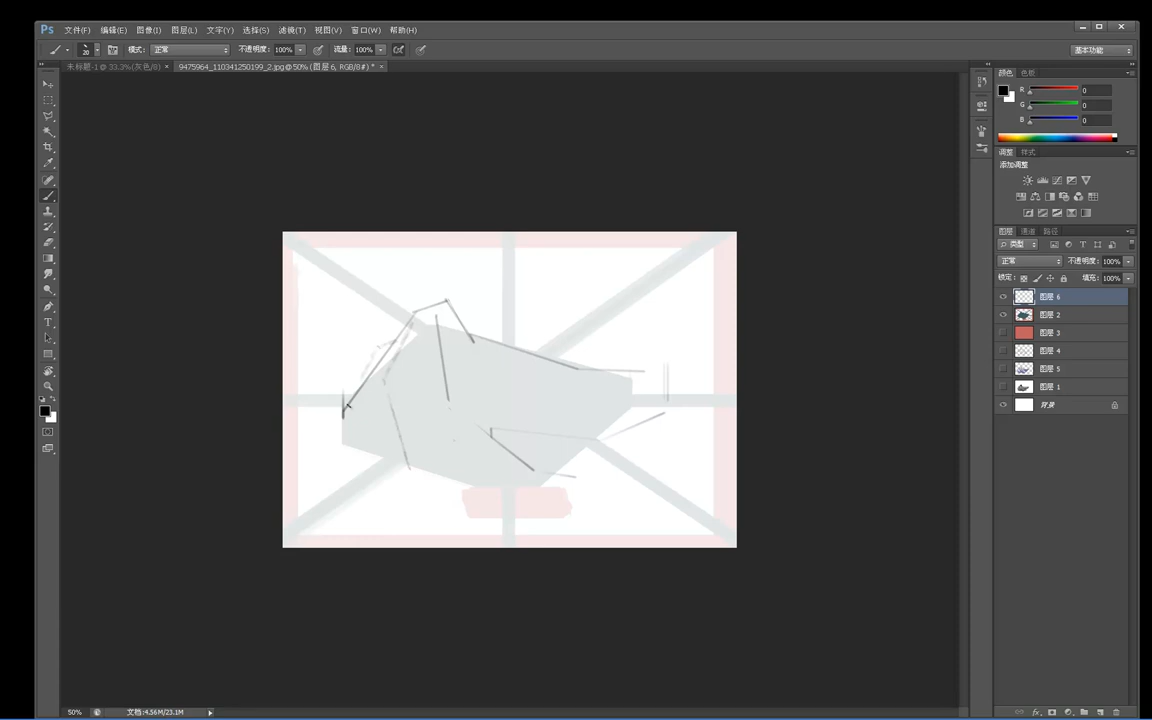 Ps 文件(F) 编辑(E) 图像(I) 图层(L) 文字(Y) 选择(S) 滤镜(T) 视图(V) 窗口(W) 帮助(H)
20 模式: 正常 不透明度: 100% 流量: 100% 基本功能
未标题-1 @ 33.3%(灰色/8) × 9475964_110341250199_2.jpg @ 50% (图层 6, RGB/8#) * ×
颜色 色板
R 0
G 0
B 0
调整 样式
添加调整
图层 通道 路径
类型
正常 不透明度: 100%
锁定: 填充: 100%
图层 6
图层 2
图层 3
图层 4
图层 5
图层 1
背景
50% 文档:4.56M/23.1M